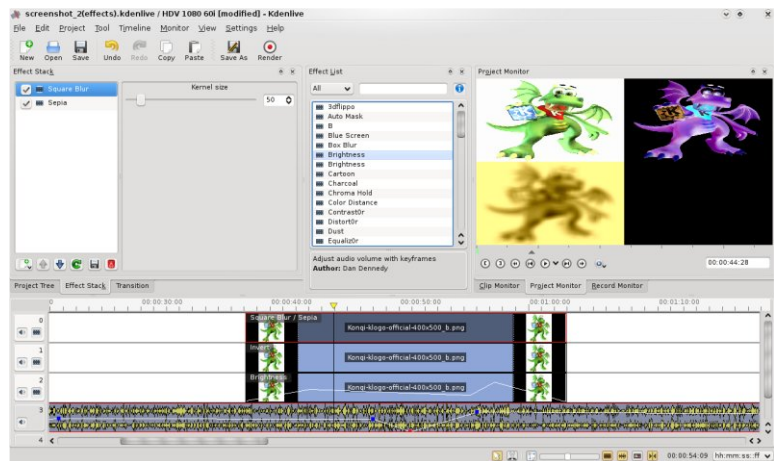 screenshot_2(effects).kdenlive / HDV 1080 60i [modified] - Kdenlive
File Edit Project Tool Timeline Monitor View Settings Help
New Open Save Undo Redo Copy Paste Save As Render
Effect Stack
Square Blur
Sepia
Kernel size
50
Effect List
All
3dflippo
Auto Mask
B
Blue Screen
Box Blur
Brightness
Brightness
Cartoon
Charcoal
Chroma Hold
Color Distance
Contrast0r
Distort0r
Dust
Equaliz0r
Adjust audio volume with keyframes
Author: Dan Dennedy
Project Monitor
00:00:44:28
Project Tree Effect Stack Transition
Clip Monitor Project Monitor Record Monitor
0 00:00:30:00 00:00:40:00 00:00:50:00 00:01:00:00 00:01:10:00
0
Square Blur / Sepia
Konqi-klogo-official-400x500_b.png
1
Invert
Konqi-klogo-official-400x500_b.png
2
Brightness
Konqi-klogo-official-400x500_b.png
3
4
00:00:54:09 hh:mm:ss:ff